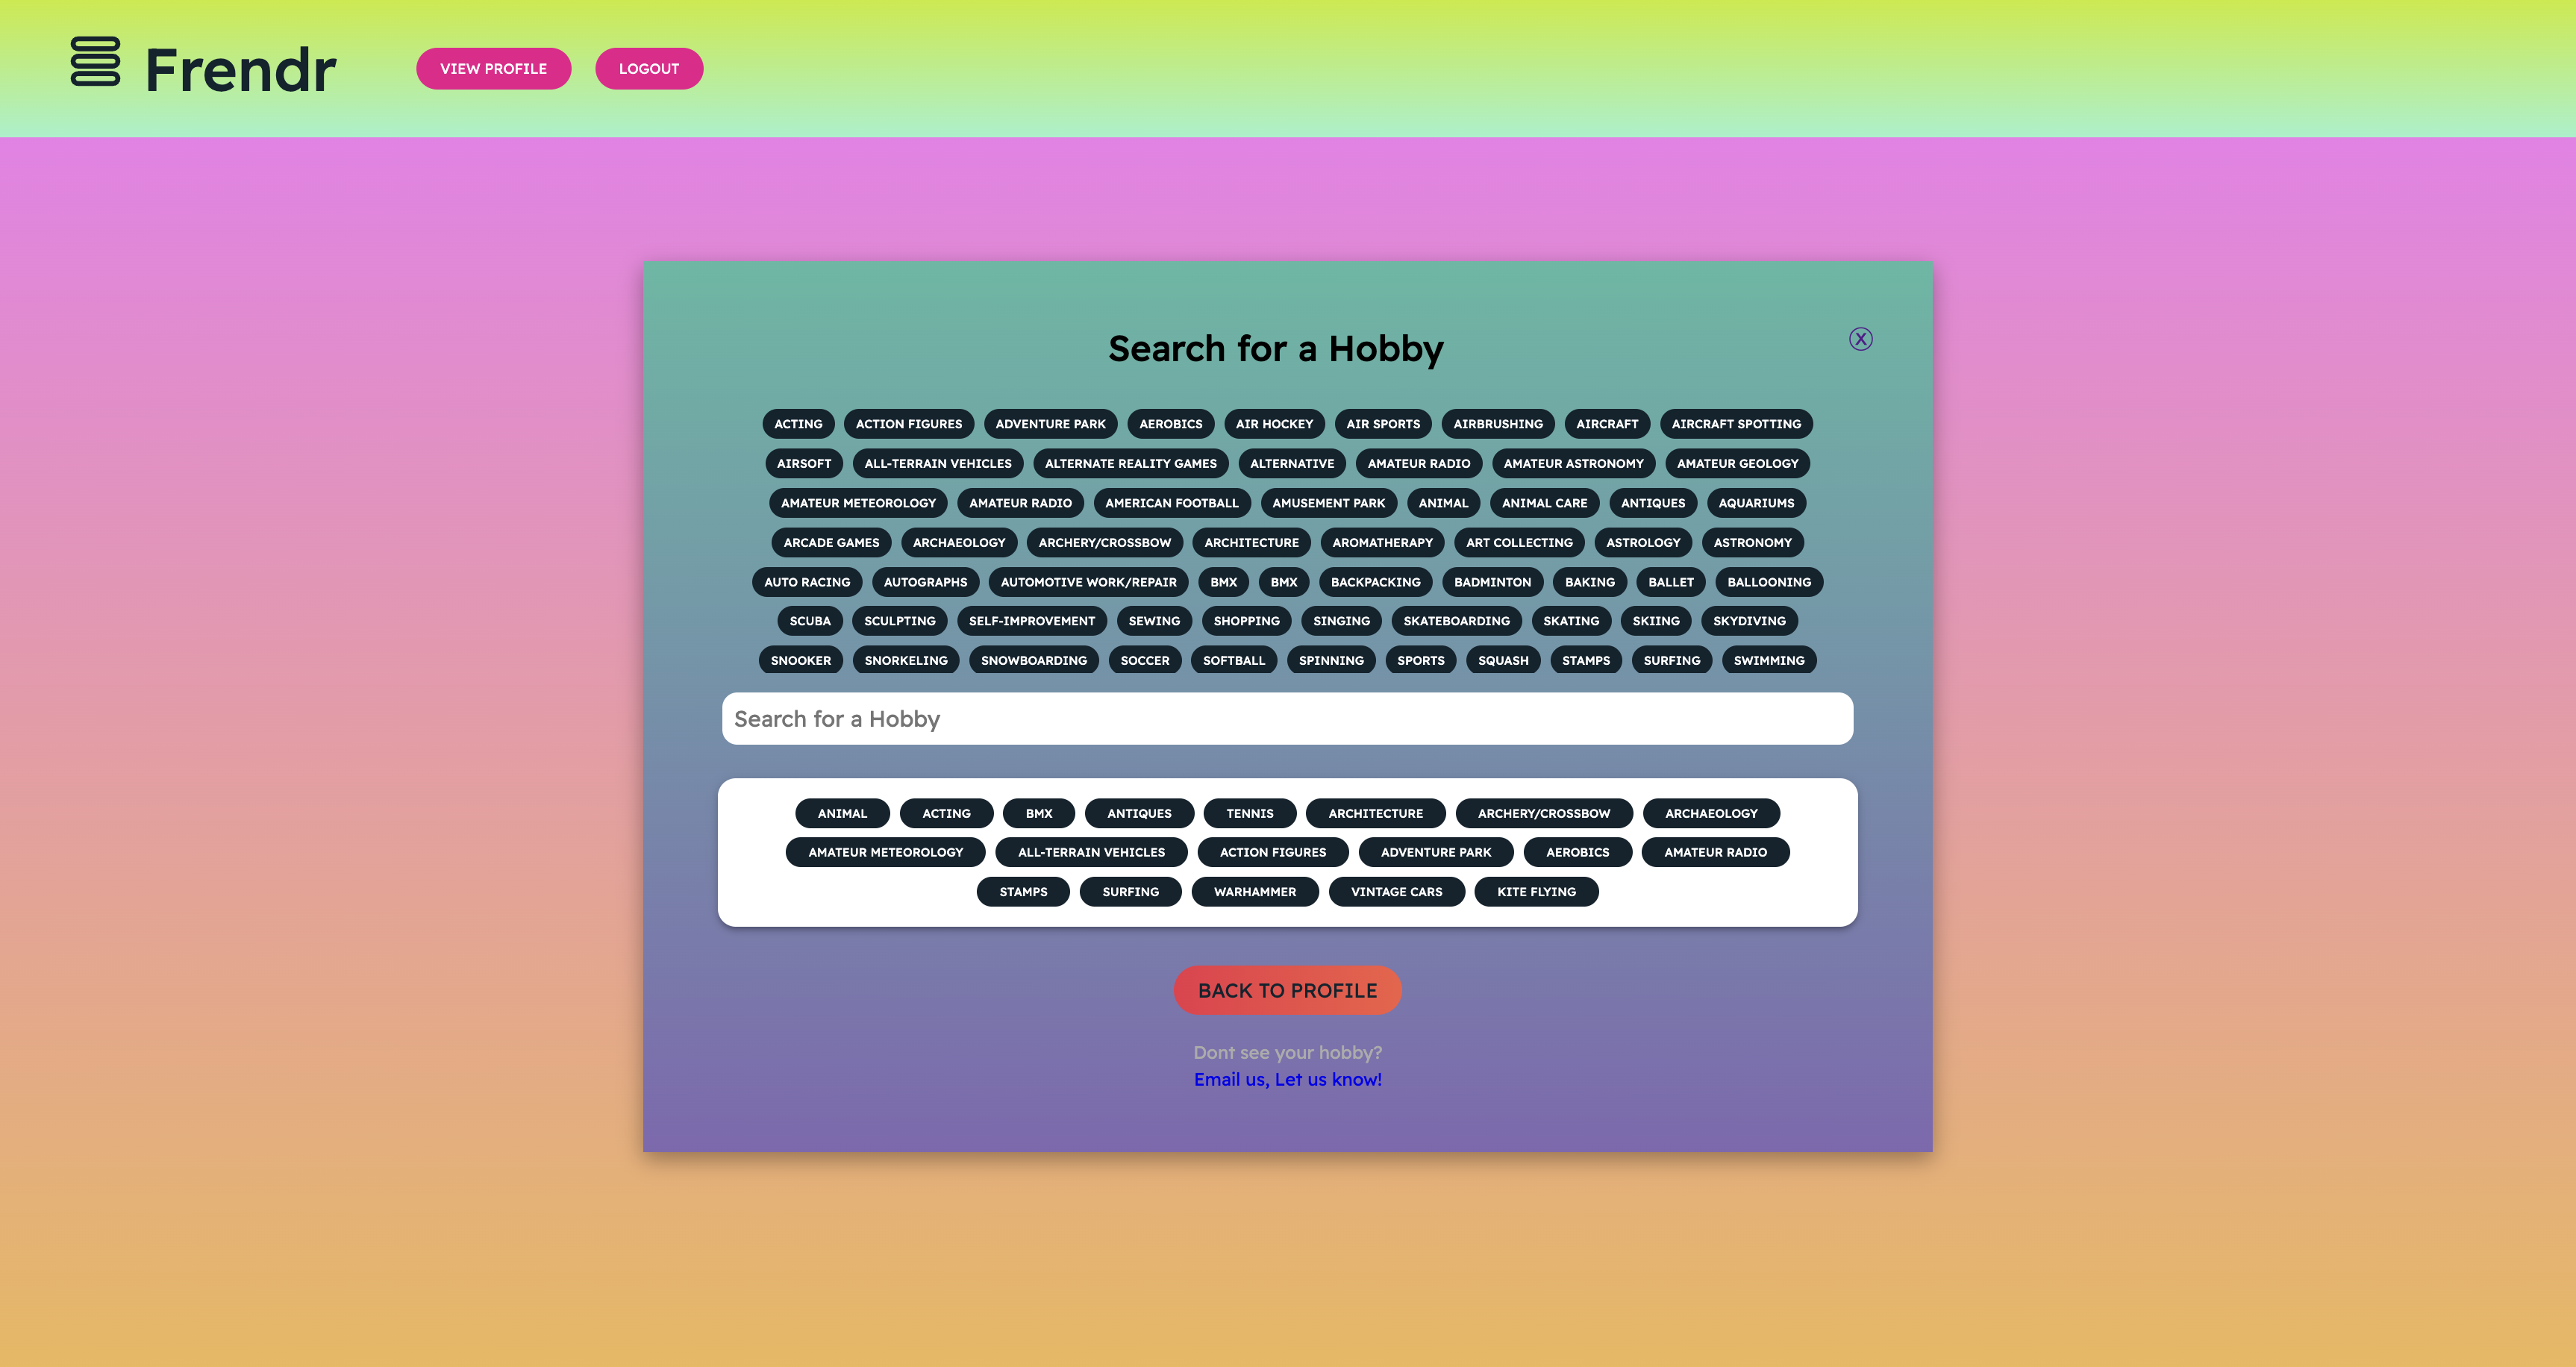 Frendr VIEW PROFILE LOGOUT
Search for a Hobby
ⓧ
ACTING ACTION FIGURES ADVENTURE PARK AEROBICS AIR HOCKEY AIR SPORTS AIRBRUSHING AIRCRAFT AIRCRAFT SPOTTING
AIRSOFT ALL-TERRAIN VEHICLES ALTERNATE REALITY GAMES ALTERNATIVE AMATEUR RADIO AMATEUR ASTRONOMY AMATEUR GEOLOGY
AMATEUR METEOROLOGY AMATEUR RADIO AMERICAN FOOTBALL AMUSEMENT PARK ANIMAL ANIMAL CARE ANTIQUES AQUARIUMS
ARCADE GAMES ARCHAEOLOGY ARCHERY/CROSSBOW ARCHITECTURE AROMATHERAPY ART COLLECTING ASTROLOGY ASTRONOMY
AUTO RACING AUTOGRAPHS AUTOMOTIVE WORK/REPAIR BMX BMX BACKPACKING BADMINTON BAKING BALLET BALLOONING
SCUBA SCULPTING SELF-IMPROVEMENT SEWING SHOPPING SINGING SKATEBOARDING SKATING SKIING SKYDIVING
SNOOKER SNORKELING SNOWBOARDING SOCCER SOFTBALL SPINNING SPORTS SQUASH STAMPS SURFING SWIMMING
Search for a Hobby
ANIMAL ACTING BMX ANTIQUES TENNIS ARCHITECTURE ARCHERY/CROSSBOW ARCHAEOLOGY
AMATEUR METEOROLOGY ALL-TERRAIN VEHICLES ACTION FIGURES ADVENTURE PARK AEROBICS AMATEUR RADIO
STAMPS SURFING WARHAMMER VINTAGE CARS KITE FLYING
BACK TO PROFILE
Dont see your hobby?
Email us, Let us know!